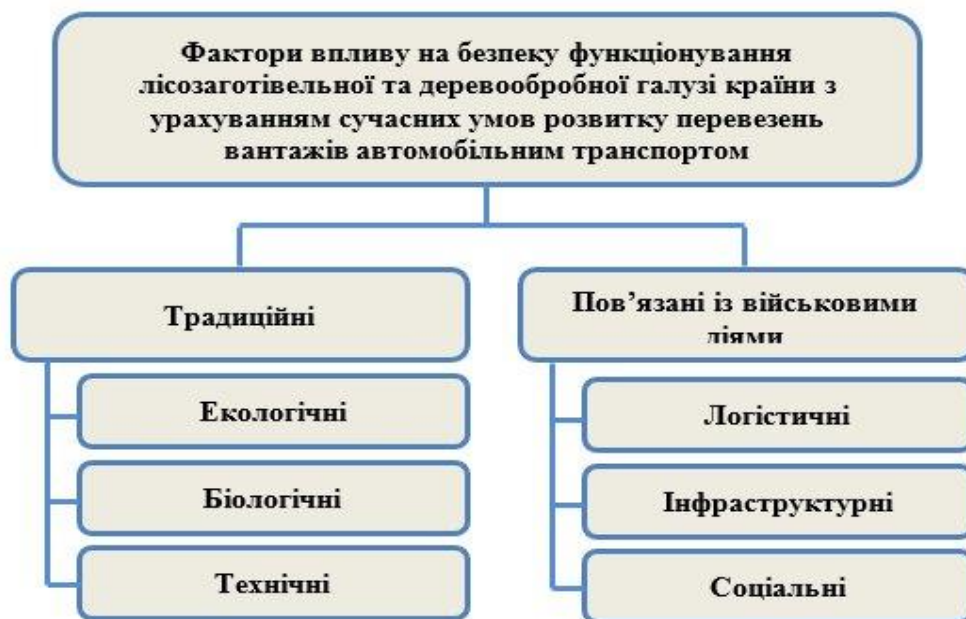 Фактори впливу на безпеку функціонування
лісозаготівельної та деревообробної галузі країни з
урахуванням сучасних умов розвитку перевезень
вантажів автомобільним транспортом
Традиційні
Екологічні
Біологічні
Технічні
Пов’язані із військовими
діями
Логістичні
Інфраструктурні
Соціальні